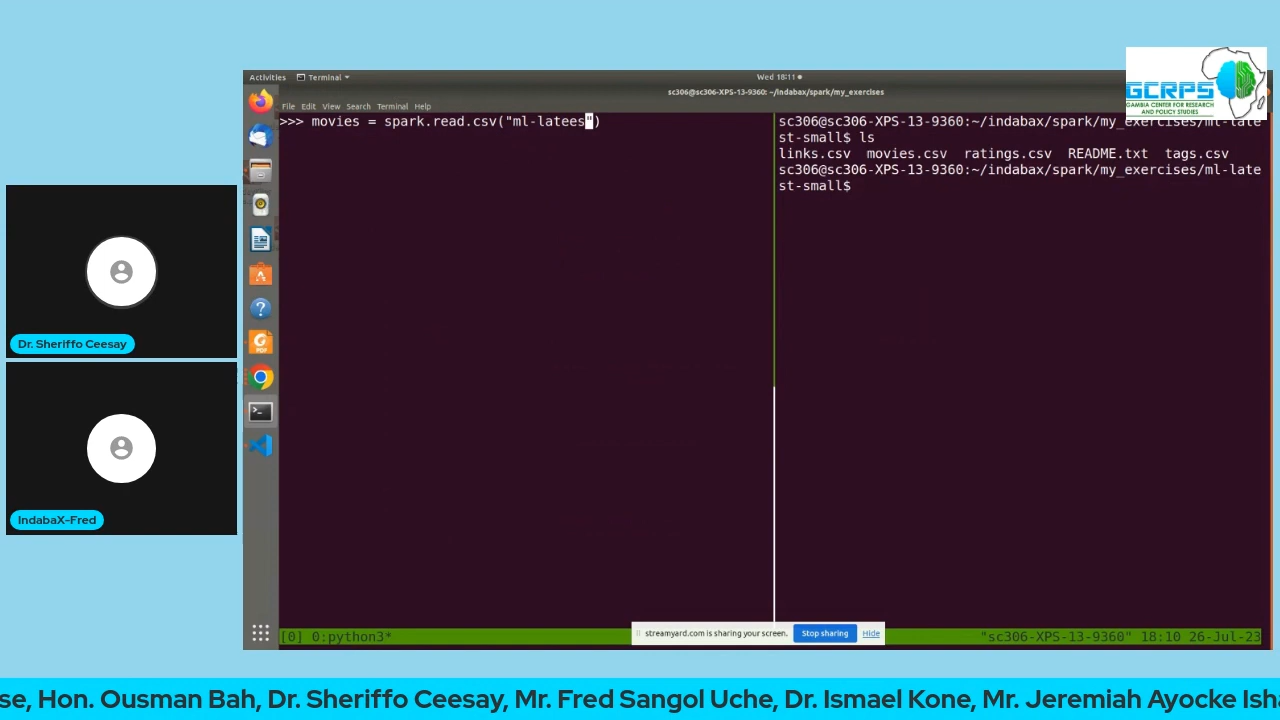 GCRPS
GAMBIA CENTER FOR RESEARCH
AND POLICY STUDIES
Activities Terminal Wed 18:11
sc306@sc306-XPS-13-9360: ~/indabax/spark/my_exercises
File Edit View Search Terminal Help
>>> movies = spark.read.csv("ml-latees")
sc306@sc306-XPS-13-9360:~/indabax/spark/my_exercises/ml-late
st-small$ ls
links.csv movies.csv ratings.csv README.txt tags.csv
sc306@sc306-XPS-13-9360:~/indabax/spark/my_exercises/ml-late
st-small$
Dr. Sheriffo Ceesay
IndabaX-Fred
PDF
[0] 0:python3*
streamyard.com is sharing your screen. Stop sharing Hide
"sc306-XPS-13-9360" 18:10 26-Jul-23
se, Hon. Ousman Bah, Dr. Sheriffo Ceesay, Mr. Fred Sangol Uche, Dr. Ismael Kone, Mr. Jeremiah Ayocke Isha